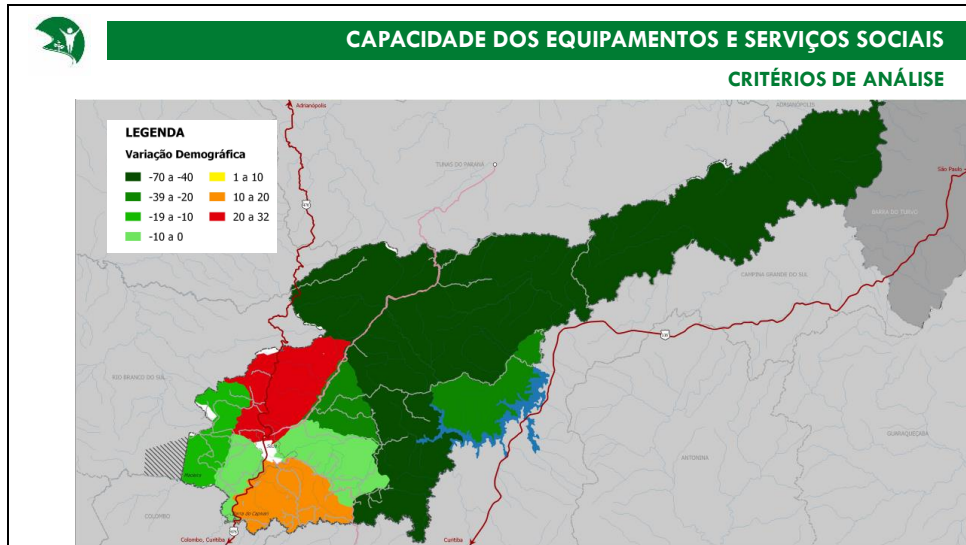 CAPACIDADE DOS EQUIPAMENTOS E SERVIÇOS SOCIAIS
CRITÉRIOS DE ANÁLISE
Adrianópolis
ADRIANÓPOLIS
LEGENDA
Variação Demográfica
-70 a -40
1 a 10
-39 a -20
10 a 20
-19 a -10
20 a 32
-10 a 0
TUNAS DO PARANÁ
São Paulo
BARRA DO TURVO
CAMPINA GRANDE DO SUL
RIO BRANCO DO SUL
GUARAQUEÇABA
ANTONINA
COLOMBO
Colombo, Curitiba
Curitiba